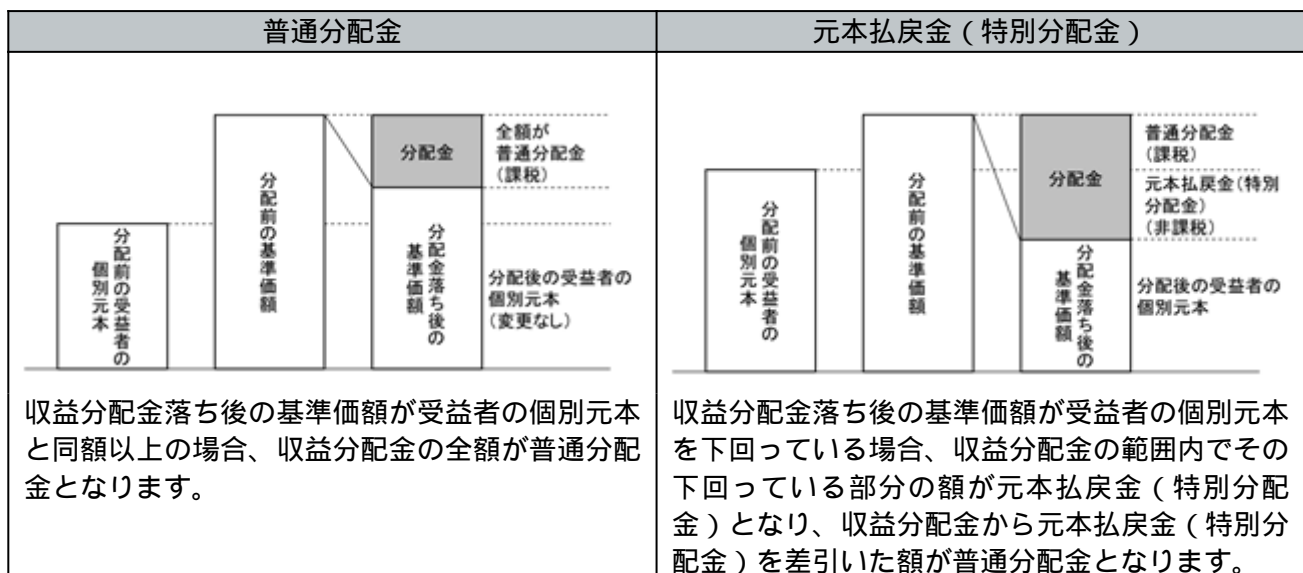 普通分配金
全額が
普通分配金
(課税)
分配金
分配前の受益者の
個別元本
分配前の基準価額
分配金落ち後の
基準価額
分配後の受益者の
個別元本
(変更なし)
収益分配金落ち後の基準価額が受益者の個別元本
と同額以上の場合、収益分配金の全額が普通分配
金となります。
元本払戻金（特別分配金）
普通分配金
(課税)
分配金
元本払戻金(特別
分配金)
(非課税)
分配前の受益者の
個別元本
分配前の基準価額
分配金落ち後の
基準価額
分配後の受益者の
個別元本
収益分配金落ち後の基準価額が受益者の個別元本
を下回っている場合、収益分配金の範囲内でその
下回っている部分の額が元本払戻金（特別分配
金）となり、収益分配金から元本払戻金（特別分
配金）を差引いた額が普通分配金となります。